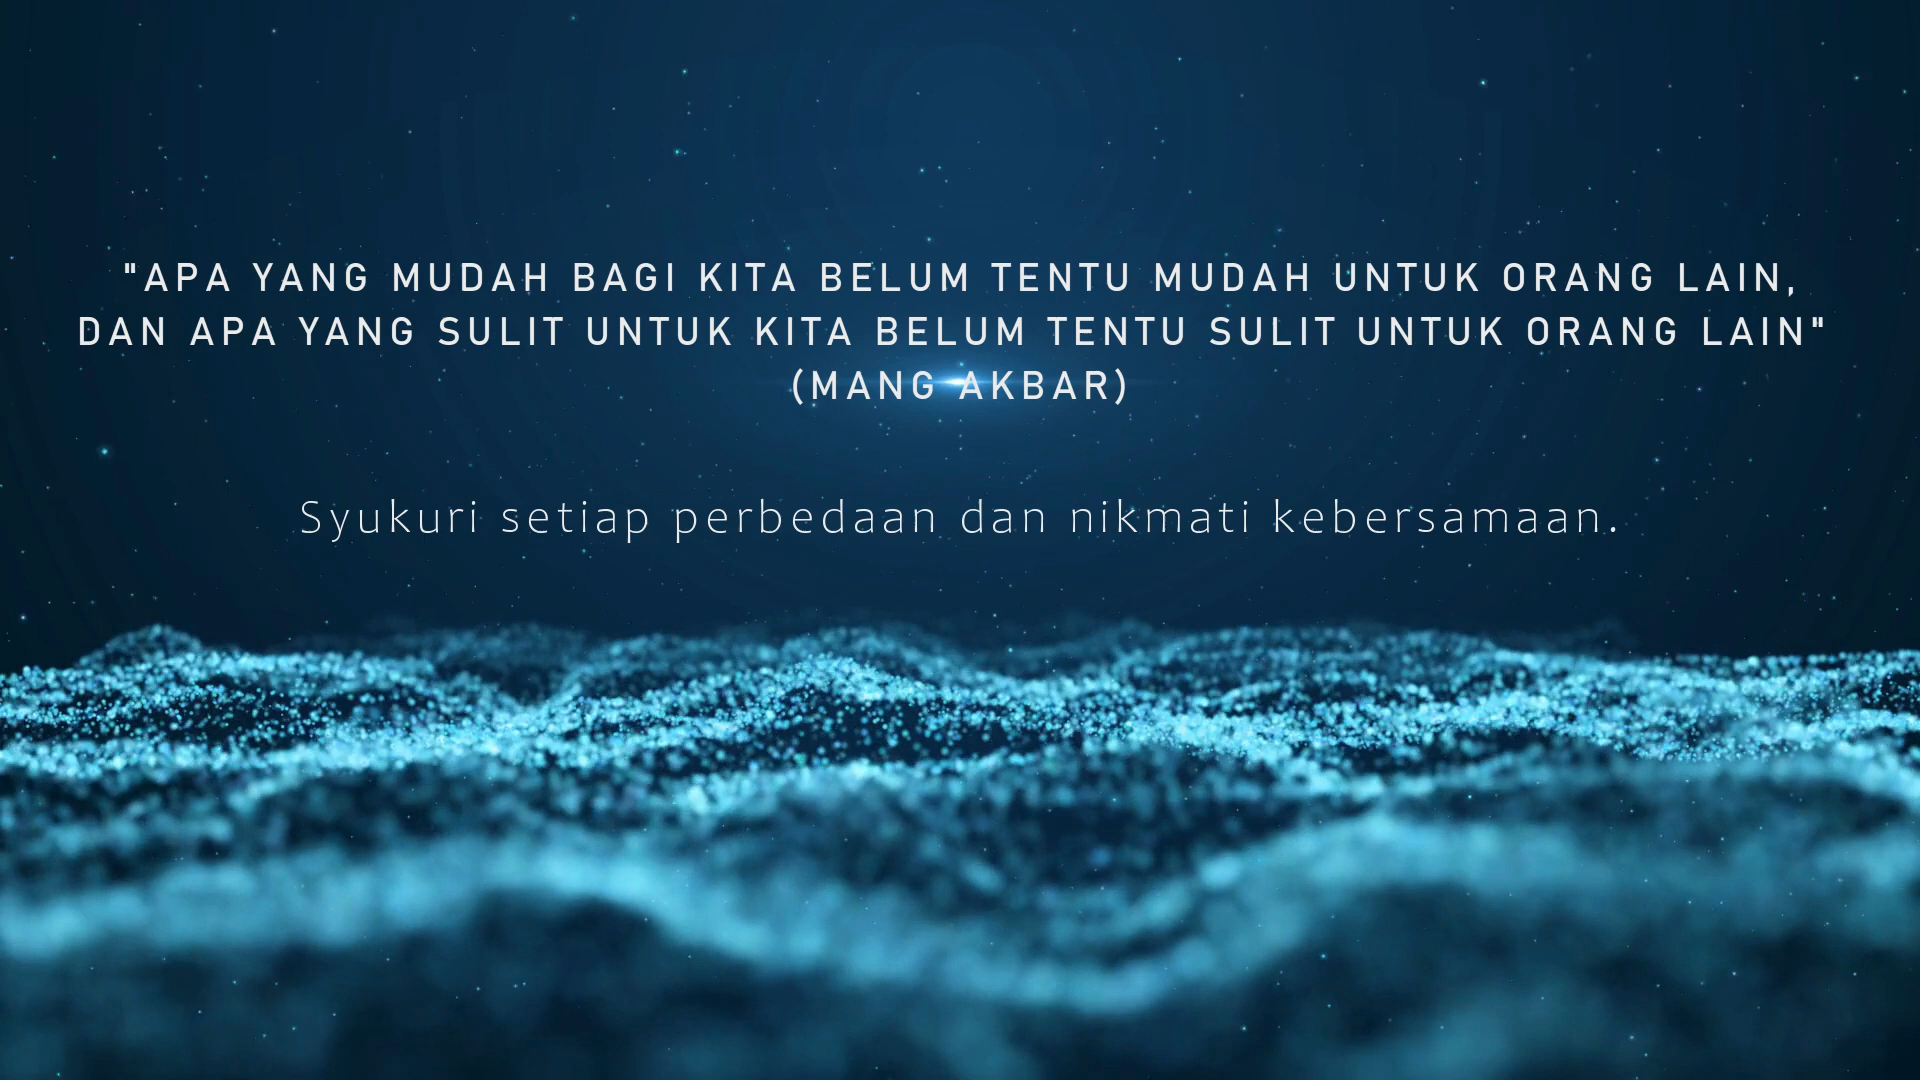 "APA YANG MUDAH BAGI KITA BELUM TENTU MUDAH UNTUK ORANG LAIN,
DAN APA YANG SULIT UNTUK KITA BELUM TENTU SULIT UNTUK ORANG LAIN"
(MANG AKBAR)
Syukuri setiap perbedaan dan nikmati kebersamaan.